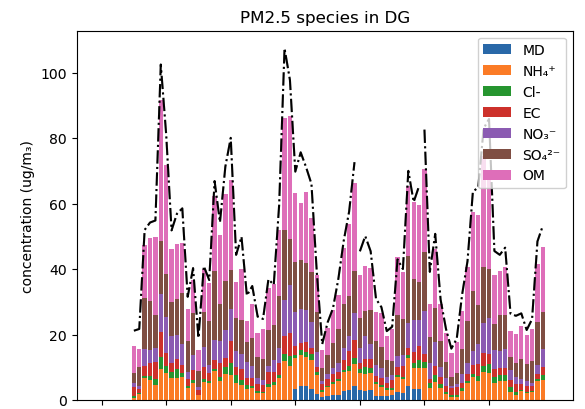 PM2.5 species in DG
concentration (ug/m₃)
100
80
60
40
20
0
MD
NH₄⁺
Cl-
EC
NO₃⁻
SO₄²⁻
OM